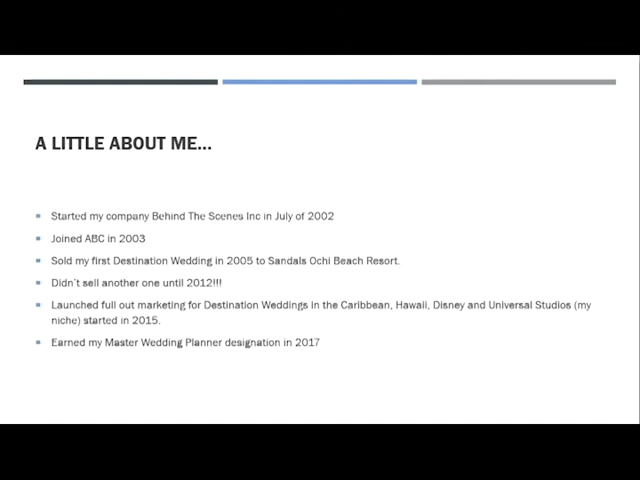 A LITTLE ABOUT ME...
Started my company Behind The Scenes Inc in July of 2002
Joined ABC in 2003
Sold my first Destination Wedding in 2005 to Sandals Ochi Beach Resort.
Didn't sell another one until 2012!!!
Launched full out marketing for Destination Weddings in the Caribbean, Hawaii, Disney and Universal Studios (my
niche) started in 2015.
Earned my Master Wedding Planner designation in 2017